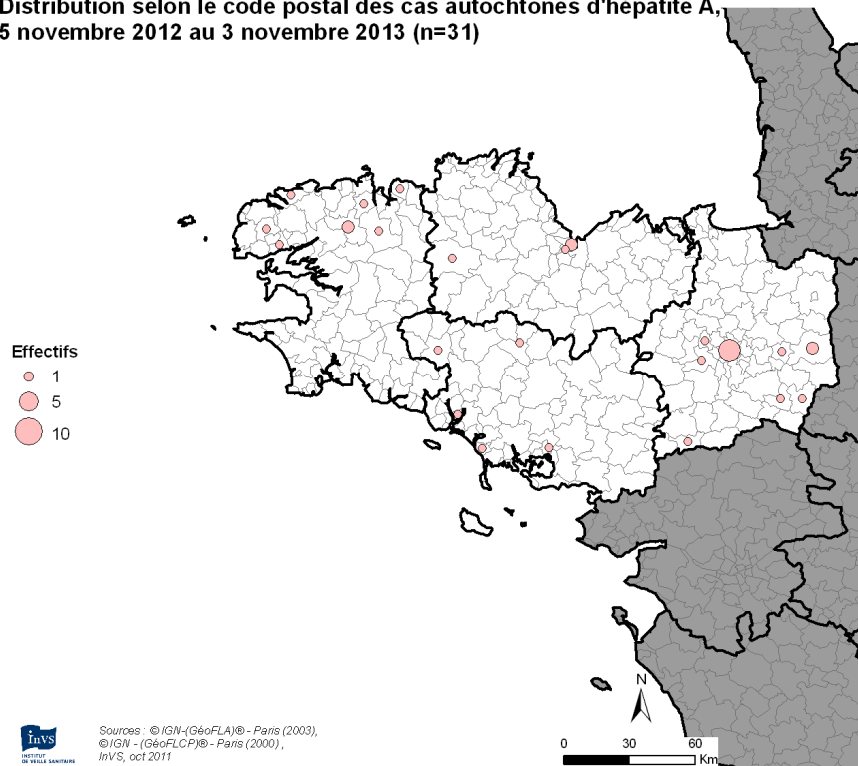 Distribution selon le code postal des cas autochtones d'hépatite A,
5 novembre 2012 au 3 novembre 2013 (n=31)
Effectifs
1
5
10
N
0 30 60
Km
InVS
INSTITUT
DE VEILLE SANITAIRE
Sources : © IGN-(GéoFLA)® - Paris (2003),
© IGN - (GéoFLCP)® - Paris (2000) ,
InVS, oct 2011